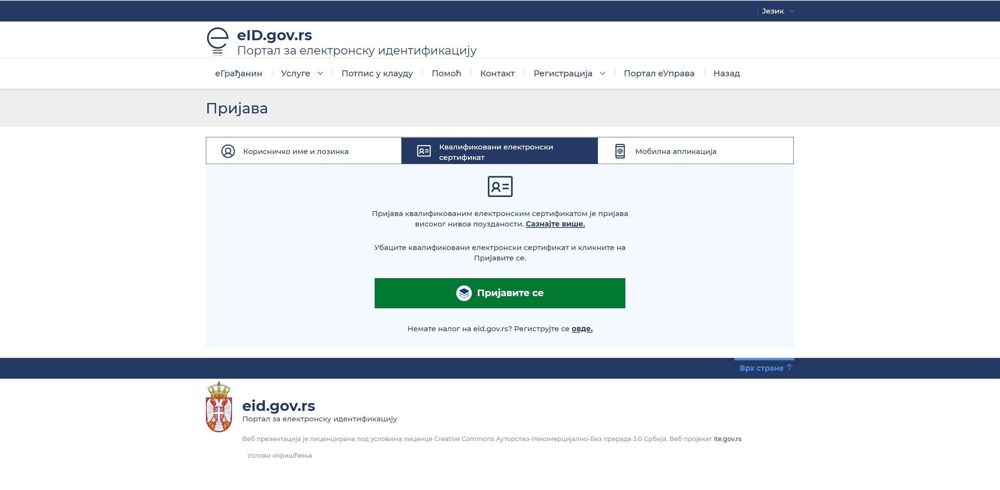 Језик
eID.gov.rs
Портал за електронску идентификацију
еГрађанин Услуге Потпис у клауду Помоћ Контакт Регистрација Портал еУправа Назад
Пријава
Корисничко име и лозинка
Квалификовани електронски
сертификат
Мобилна апликација
Пријава квалификованим електронским сертификатом је пријава
високог нивоа поузданости. Сазнајте више.
Убаците квалификовани електронски сертификат и кликните на
Пријавите се.
Пријавите се
Немате налог на eid.gov.rs? Региструјте се овде.
Врх стране
eid.gov.rs
Портал за електронску идентификацију
Веб презентација је лиценцирана под условима лиценце Creative Commons Ауторство-Некомерцијално-Без прерада 3.0 Србија. Веб пројекат ite.gov.rs
Услови коришћења